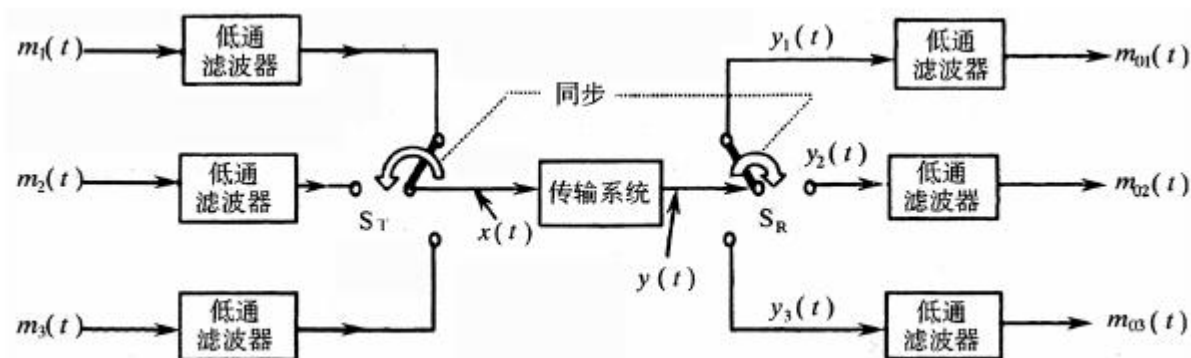 m₁(t)
低通
滤波器
同步
y₁(t)
低通
滤波器
m₀₁(t)
m₂(t)
低通
滤波器
S_T
x(t)
传输系统
y(t)
S_R
y₂(t)
低通
滤波器
m₀₂(t)
m₃(t)
低通
滤波器
y₃(t)
低通
滤波器
m₀₃(t)